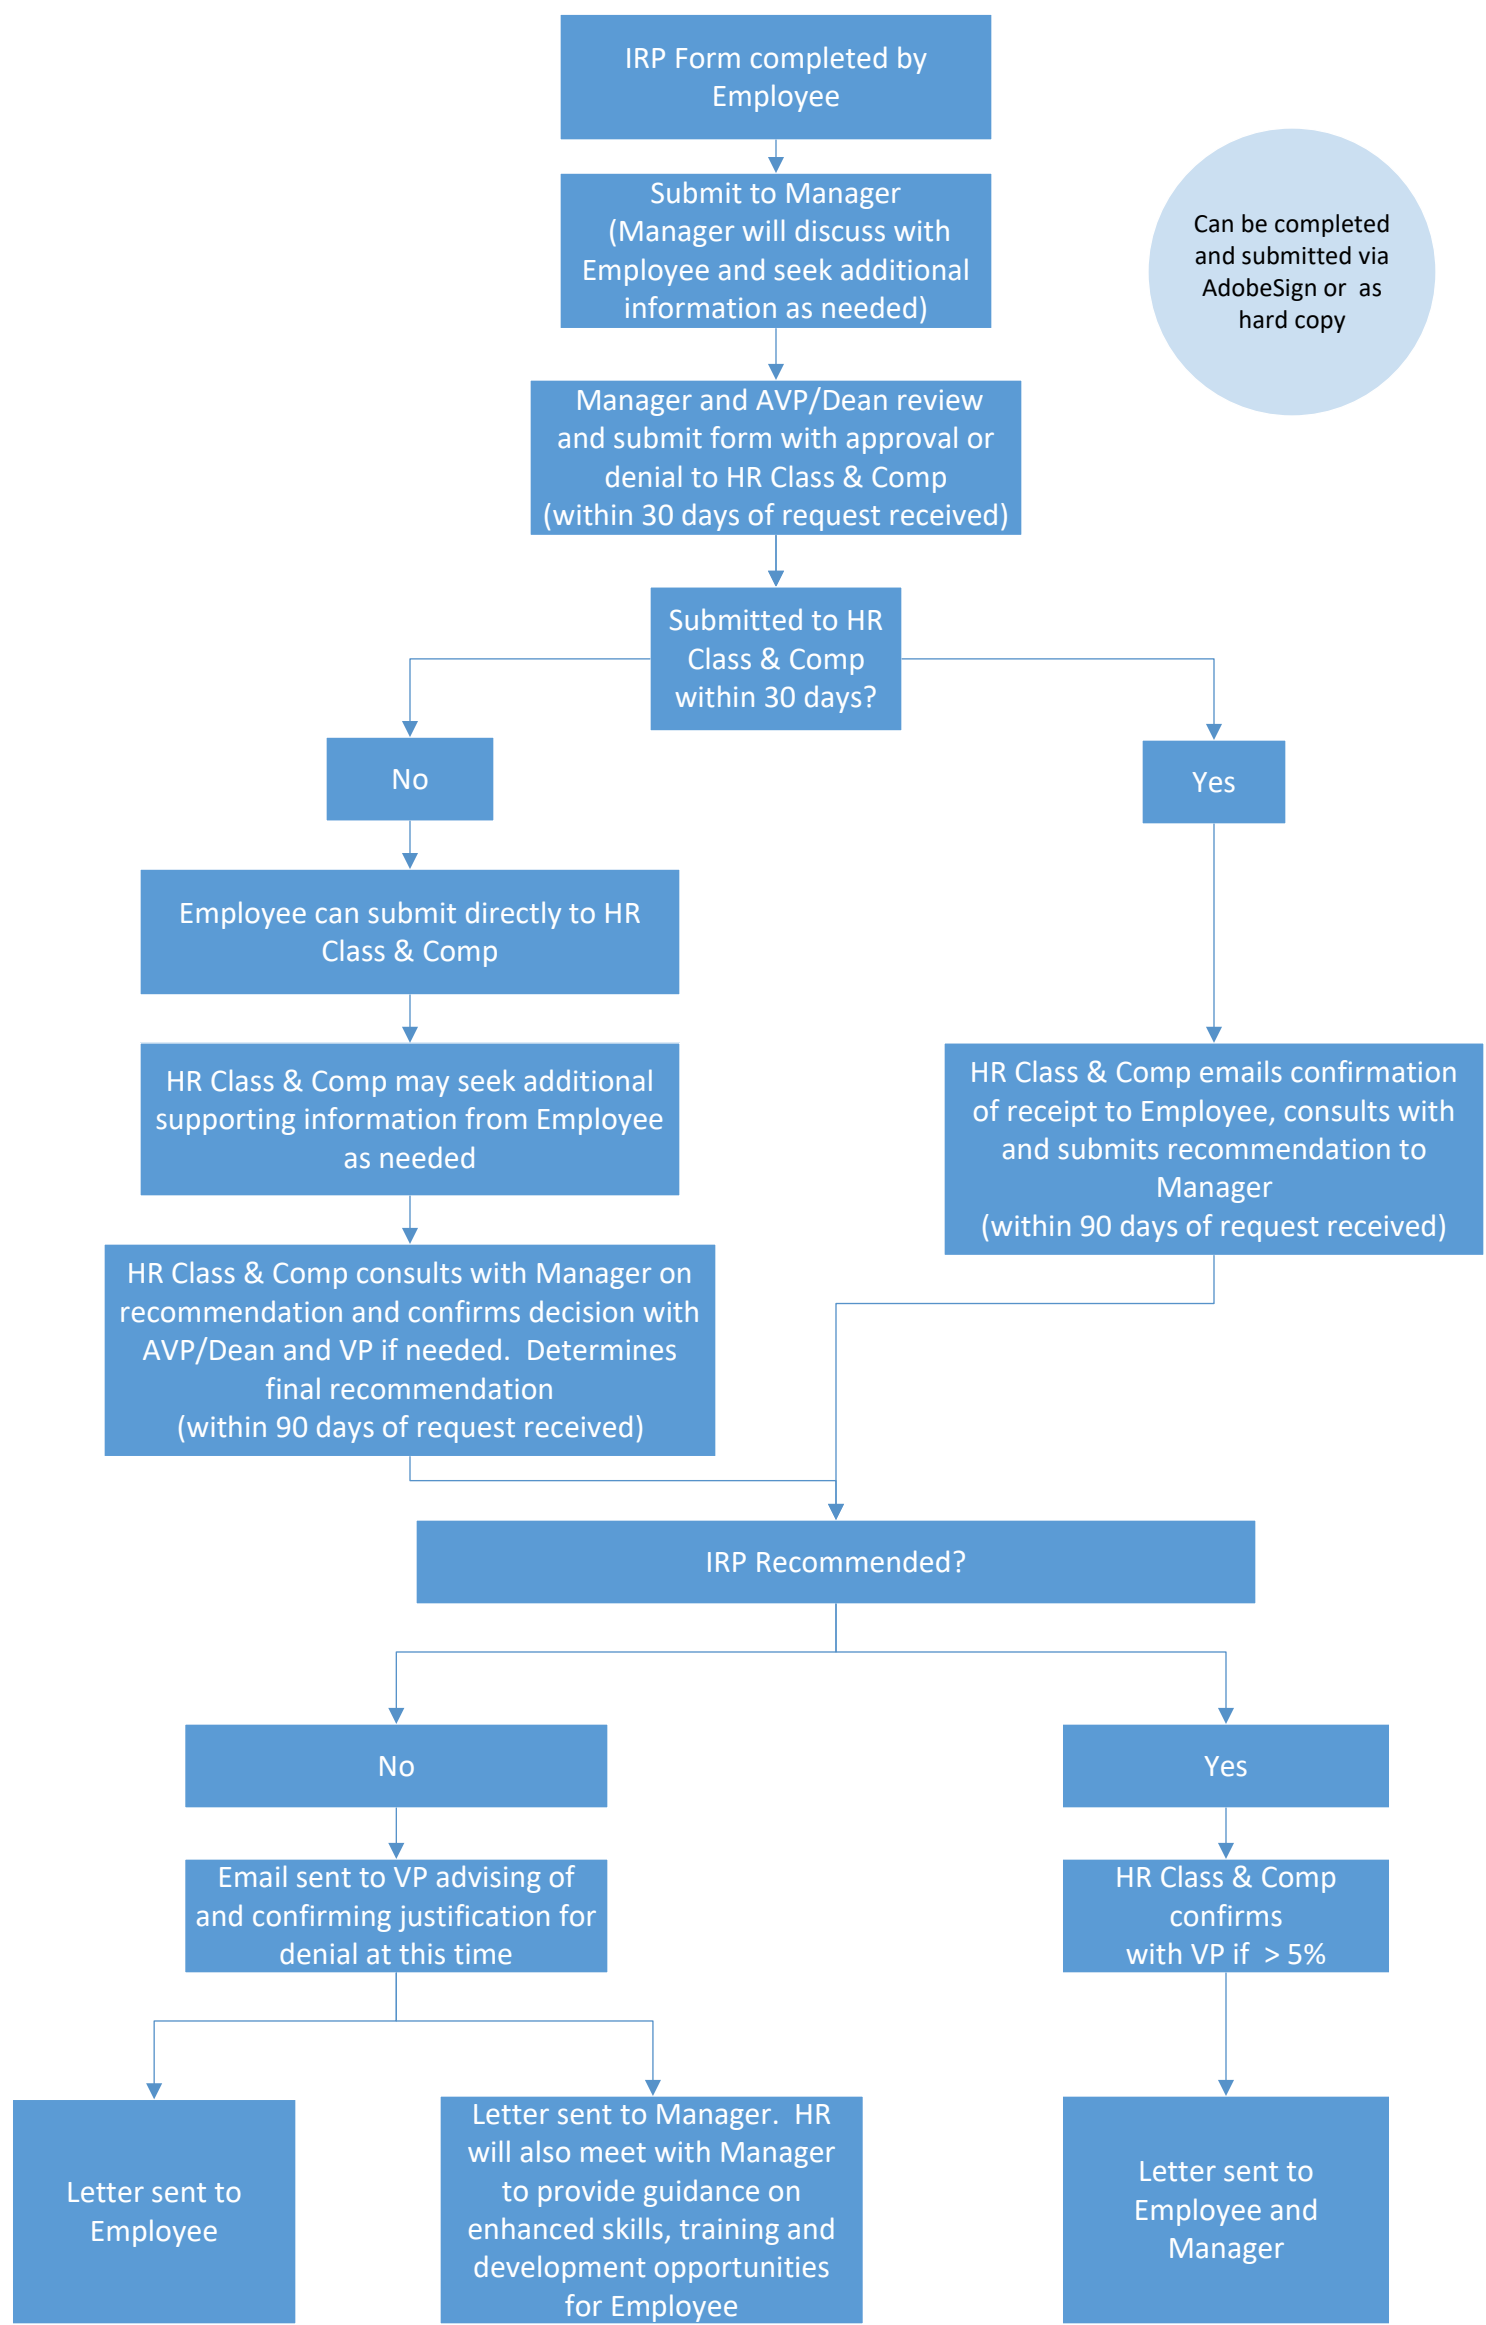 IRP Form completed by
Employee
Submit to Manager
(Manager will discuss with
Employee and seek additional
information as needed)
Can be completed
and submitted via
AdobeSign or  as
hard copy
Manager and AVP/Dean review
and submit form with approval or
denial to HR Class & Comp
(within 30 days of request received)
Submitted to HR
Class & Comp
within 30 days?
No
Yes
Employee can submit directly to HR
Class & Comp
HR Class & Comp may seek additional
supporting information from Employee
as needed
HR Class & Comp emails confirmation
of receipt to Employee, consults with
and submits recommendation to
Manager
(within 90 days of request received)
HR Class & Comp consults with Manager on
recommendation and confirms decision with
AVP/Dean and VP if needed.  Determines
final recommendation
(within 90 days of request received)
IRP Recommended?
No
Yes
Email sent to VP advising of
and confirming justification for
denial at this time
HR Class & Comp
confirms
with VP if  > 5%
Letter sent to
Employee
Letter sent to Manager.  HR
will also meet with Manager
to provide guidance on
enhanced skills, training and
development opportunities
for Employee
Letter sent to
Employee and
Manager